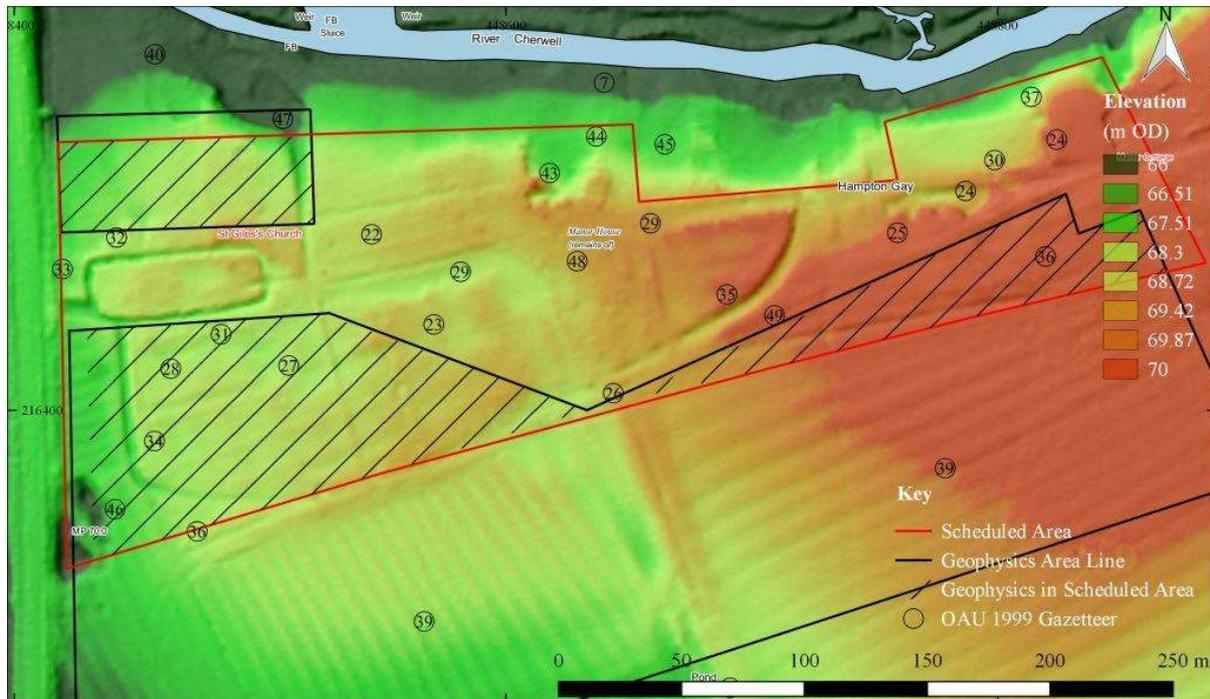 8400
448600
448800
N
Weir
FB
Sluice
Weir
FB
River Cherwell
40
7
37
Elevation
(m OD)
47
44
45
24
43
30
66
66.51
67.51
68.3
68.72
69.42
69.87
70
Hampton Gay
24
32
St Giles's Church
22
29
25
Manor House
(remains of)
33
29
48
36
35
23
49
31
28
27
26
216400
34
39
46
MP 70.0
36
Key
Scheduled Area
Geophysics Area Line
Geophysics in Scheduled Area
OAU 1999 Gazetteer
39
Pond
0 50 100 150 200 250 m